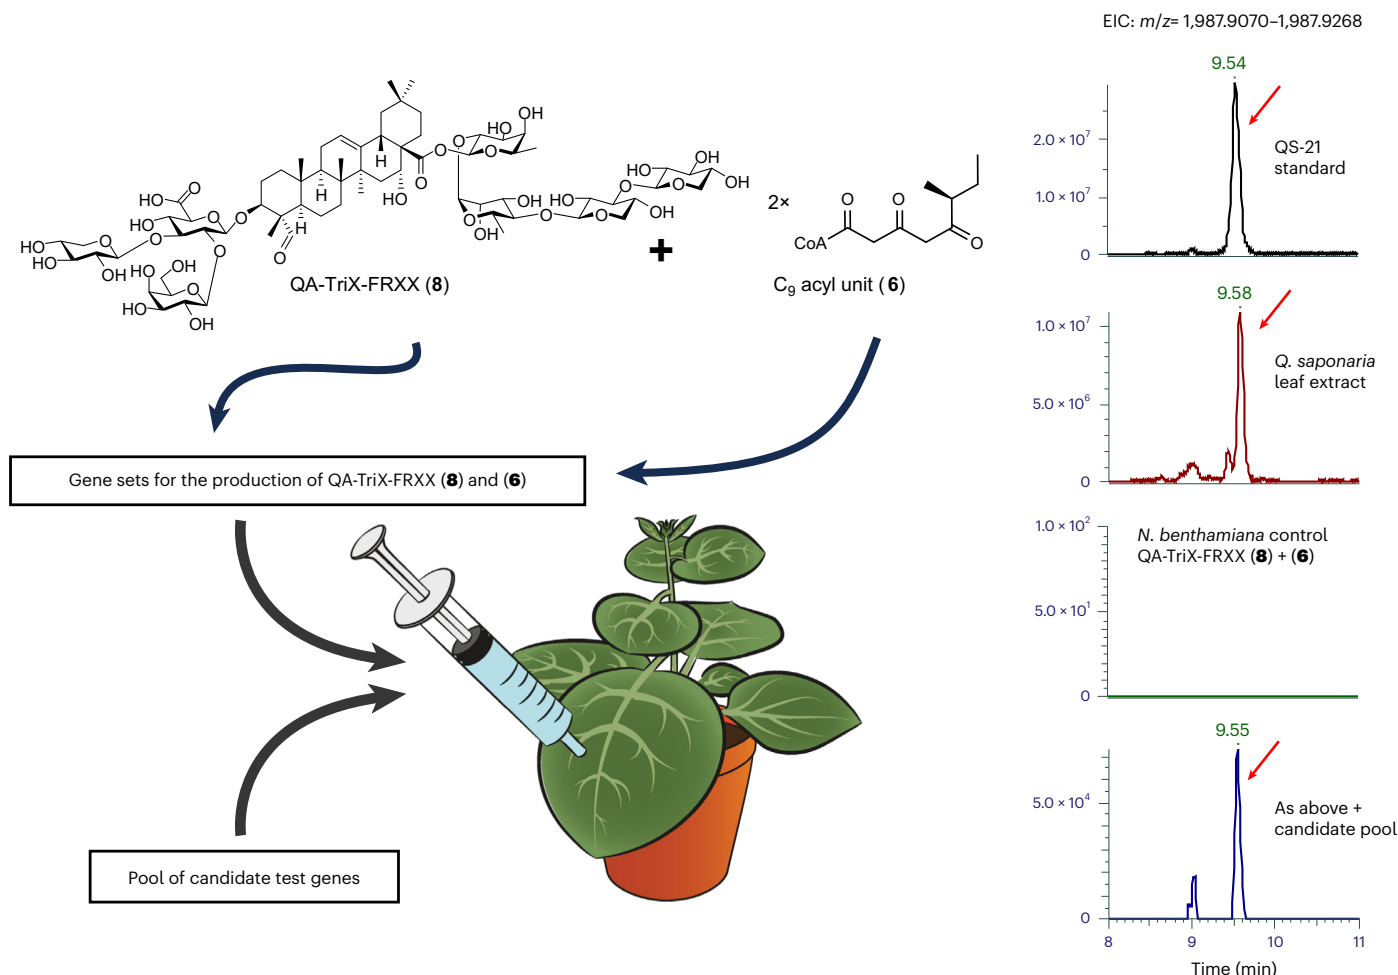 EIC: m/z= 1,987.9070–1,987.9268
9.54
2.0 × 10⁷
1.0 × 10⁷
0
QS-21
standard
9.58
1.0 × 10⁷
5.0 × 10⁶
0
Q. saponaria
leaf extract
1.0 × 10²
5.0 × 10¹
0
N. benthamiana control
QA-TriX-FRXX (8) + (6)
9.55
5.0 × 10⁴
0
As above +
candidate pool
8 9 10 11
Time (min)
OH
HO
O
O
O
O
O
H
HO
H
H
O
HO
O
HO
O
O
O
HO
O
HO
OH
O
OH
HO
OH
O
OH
OH
O
O
HO
O
OH
O
HO
OH
O
OH
HO
OH
O
QA-TriX-FRXX (8)
+
2×
O
O
CoA
O
C₉ acyl unit (6)
Gene sets for the production of QA-TriX-FRXX (8) and (6)
Pool of candidate test genes